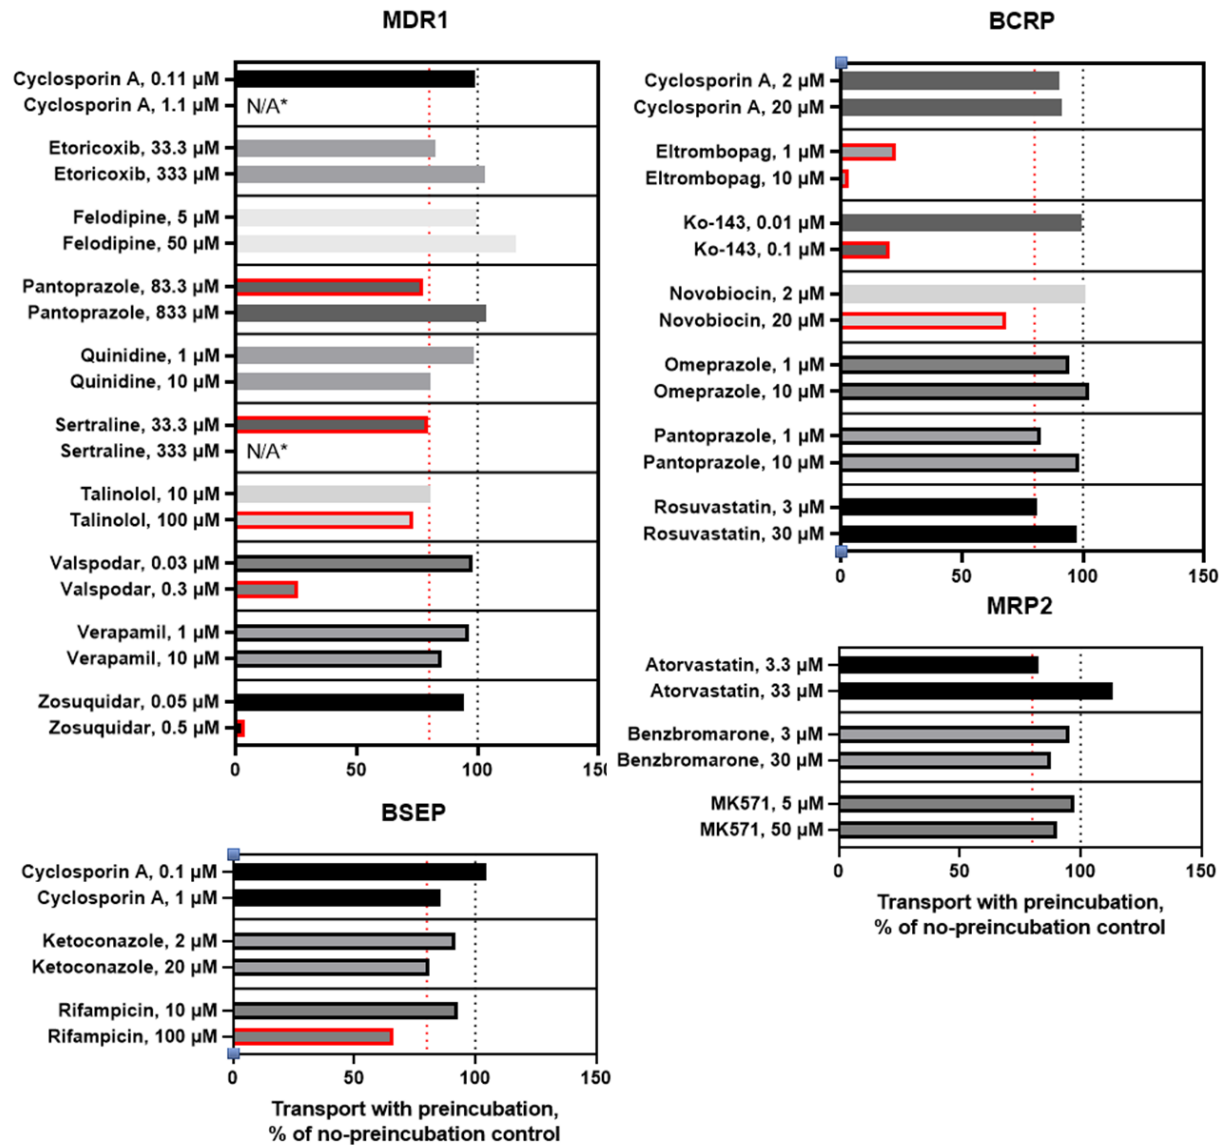 MDR1
Cyclosporin A, 0.11 µM
Cyclosporin A, 1.1 µM
N/A*
Etoricoxib, 33.3 µM
Etoricoxib, 333 µM
Felodipine, 5 µM
Felodipine, 50 µM
Pantoprazole, 83.3 µM
Pantoprazole, 833 µM
Quinidine, 1 µM
Quinidine, 10 µM
Sertraline, 33.3 µM
Sertraline, 333 µM
N/A*
Talinolol, 10 µM
Talinolol, 100 µM
Valspodar, 0.03 µM
Valspodar, 0.3 µM
Verapamil, 1 µM
Verapamil, 10 µM
Zosuquidar, 0.05 µM
Zosuquidar, 0.5 µM
0 50 100 150
BSEP
Cyclosporin A, 0.1 µM
Cyclosporin A, 1 µM
Ketoconazole, 2 µM
Ketoconazole, 20 µM
Rifampicin, 10 µM
Rifampicin, 100 µM
0 50 100 150
Transport with preincubation,
% of no-preincubation control
BCRP
Cyclosporin A, 2 µM
Cyclosporin A, 20 µM
Eltrombopag, 1 µM
Eltrombopag, 10 µM
Ko-143, 0.01 µM
Ko-143, 0.1 µM
Novobiocin, 2 µM
Novobiocin, 20 µM
Omeprazole, 1 µM
Omeprazole, 10 µM
Pantoprazole, 1 µM
Pantoprazole, 10 µM
Rosuvastatin, 3 µM
Rosuvastatin, 30 µM
0 50 100 150
MRP2
Atorvastatin, 3.3 µM
Atorvastatin, 33 µM
Benzbromarone, 3 µM
Benzbromarone, 30 µM
MK571, 5 µM
MK571, 50 µM
0 50 100 150
Transport with preincubation,
% of no-preincubation control